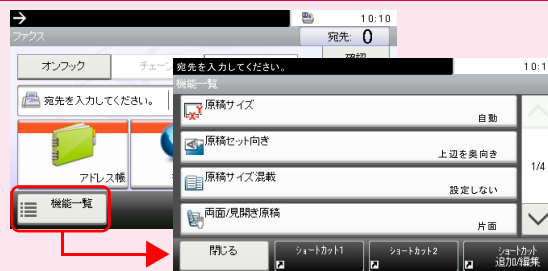 10:10
ファクス
宛先: 0
オンフック
チェーン
宛先を入力してください。
アドレス帳
機能一覧
宛先を入力してください。
10:1
機能一覧
原稿サイズ
自動
原稿セット向き
上辺を奥向き
原稿サイズ混載
設定しない
両面/見開き原稿
片面
1/4
閉じる
ショートカット1
ショートカット2
ショートカット
追加/編集